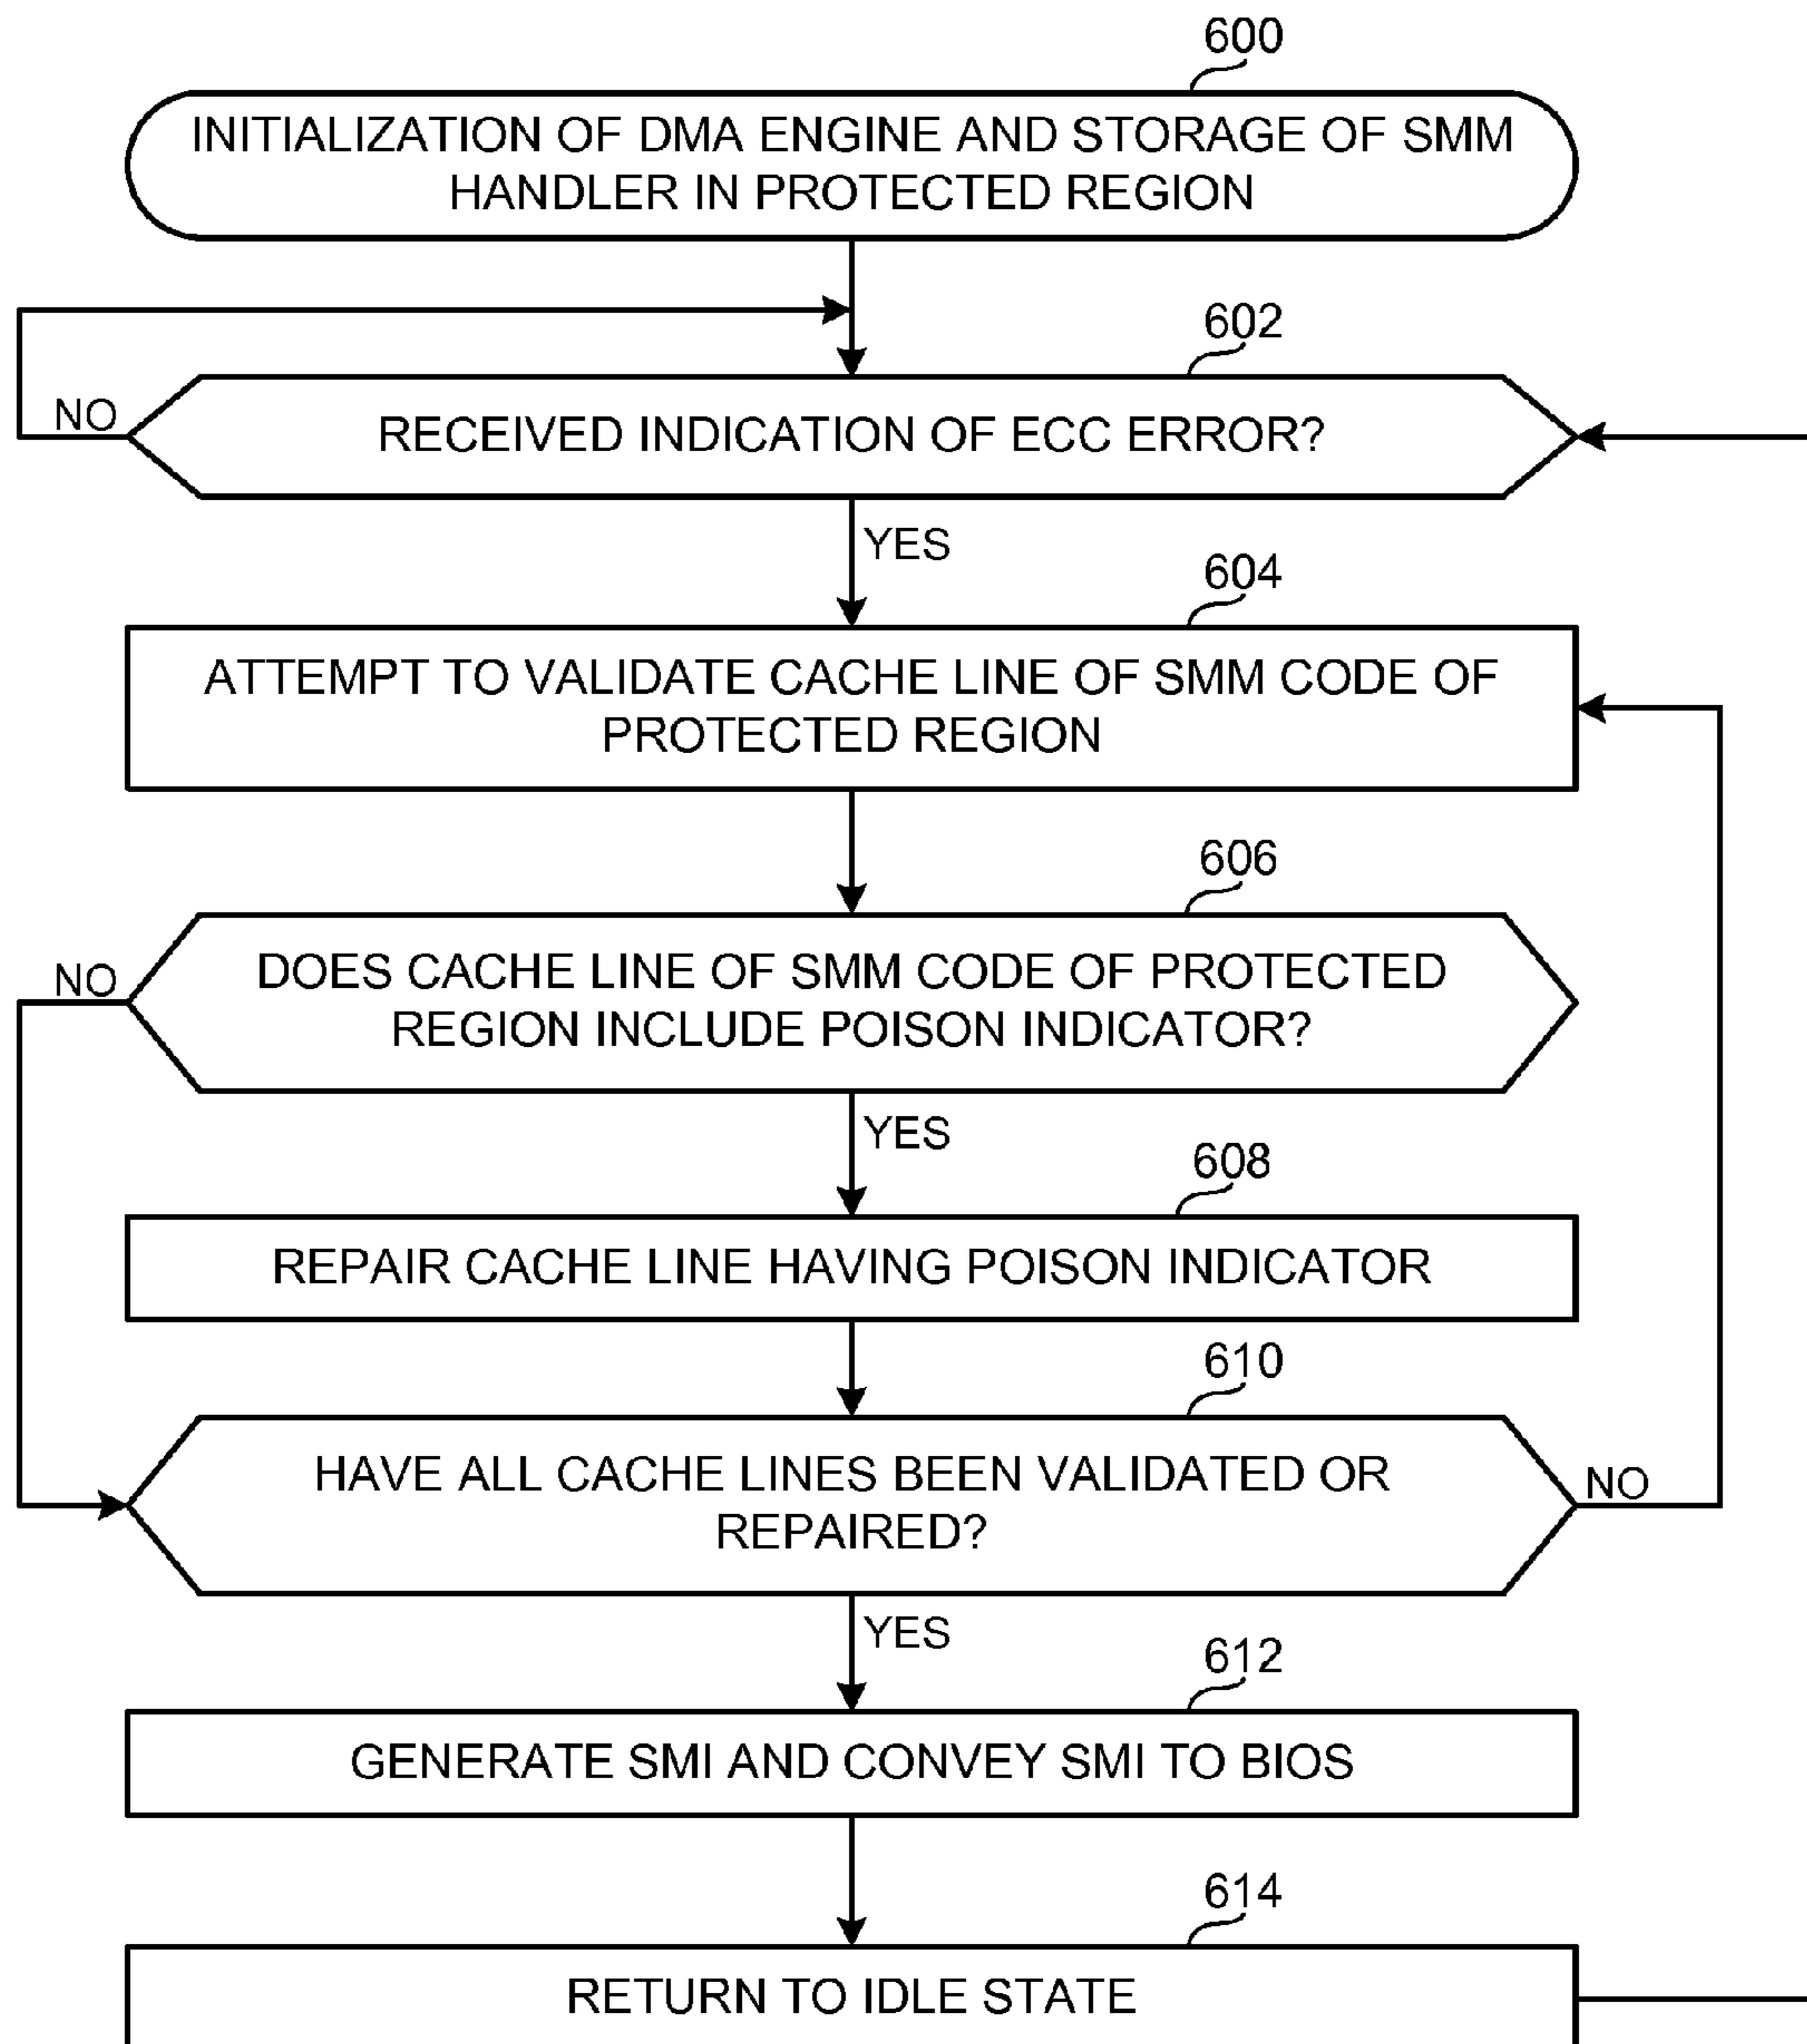 600
INITIALIZATION OF DMA ENGINE AND STORAGE OF SMM
HANDLER IN PROTECTED REGION
602
NO
RECEIVED INDICATION OF ECC ERROR?
YES
604
ATTEMPT TO VALIDATE CACHE LINE OF SMM CODE OF
PROTECTED REGION
606
NO
DOES CACHE LINE OF SMM CODE OF PROTECTED
REGION INCLUDE POISON INDICATOR?
YES
608
REPAIR CACHE LINE HAVING POISON INDICATOR
610
HAVE ALL CACHE LINES BEEN VALIDATED OR
REPAIRED?
NO
YES
612
GENERATE SMI AND CONVEY SMI TO BIOS
614
RETURN TO IDLE STATE